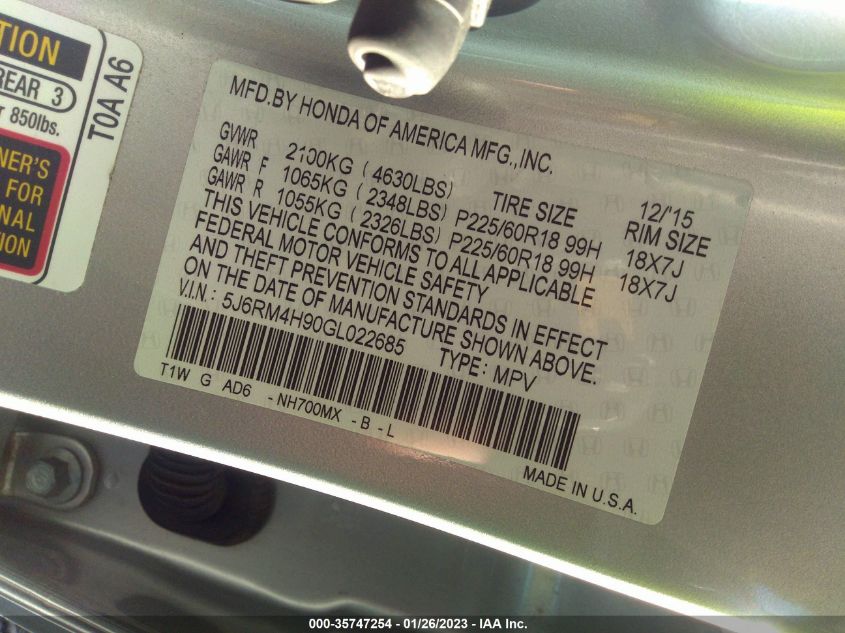 TION
REAR 3
850lbs.
NER'S
FOR
NAL
TION
T0A A6
MFD.BY HONDA OF AMERICA MFG.,INC.
12/'15
GVWR 2100KG (4630LBS) TIRE SIZE RIM SIZE
GAWR F 1065KG (2348LBS) P225/60R18 99H 18X7J
GAWR R 1055KG (2326LBS) P225/60R18 99H 18X7J
THIS VEHICLE CONFORMS TO ALL APPLICABLE
FEDERAL MOTOR VEHICLE SAFETY
AND THEFT PREVENTION STANDARDS IN EFFECT
ON THE DATE OF MANUFACTURE SHOWN ABOVE.
V.I.N.: 5J6RM4H90GL022685 TYPE: MPV
T1W G AD6 -NH700MX -B -L
MADE IN U.S.A.
000-35747254 - 01/26/2023 - IAA Inc.